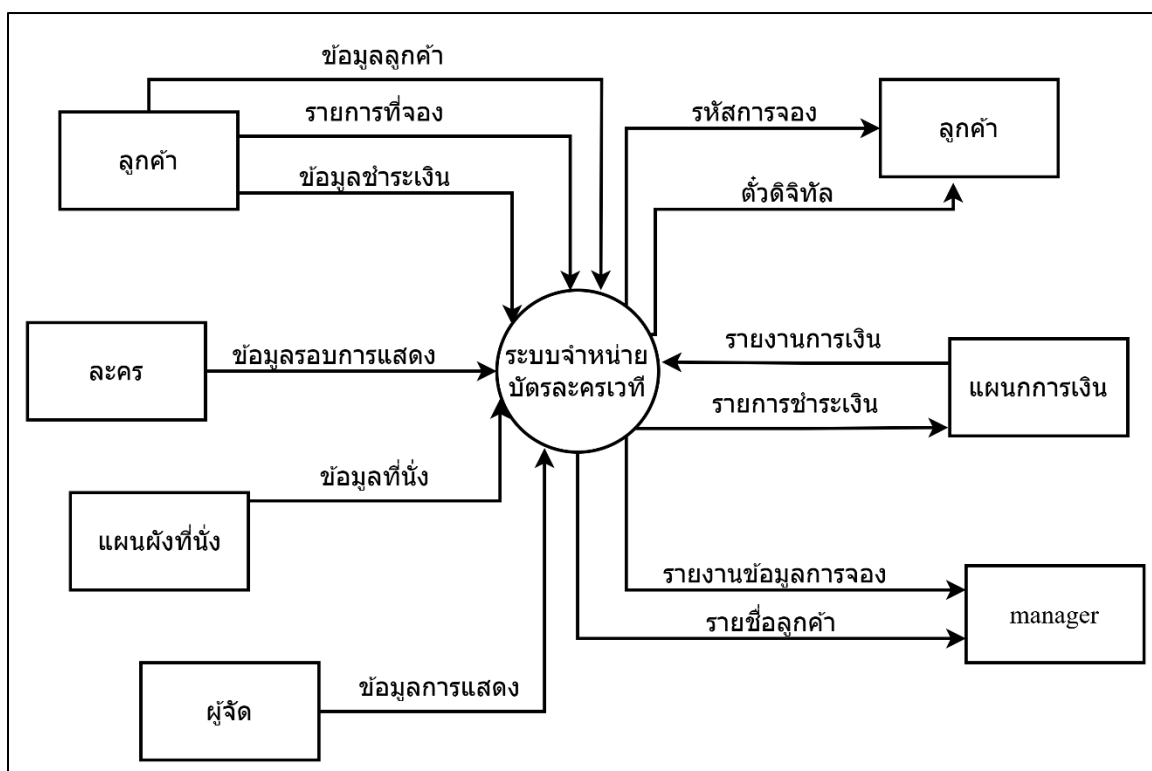 ข้อมูลลูกค้า
รายการที่จอง
ข้อมูลชำระเงิน
ลูกค้า
รหัสการจอง
ลูกค้า
ตั๋วดิจิทัล
ละคร
ข้อมูลรอบการแสดง
ระบบจำหน่าย
บัตรละครเวที
รายงานการเงิน
รายการชำระเงิน
แผนกการเงิน
แผนผังที่นั่ง
ข้อมูลที่นั่ง
รายงานข้อมูลการจอง
รายชื่อลูกค้า
manager
ผู้จัด
ข้อมูลการแสดง